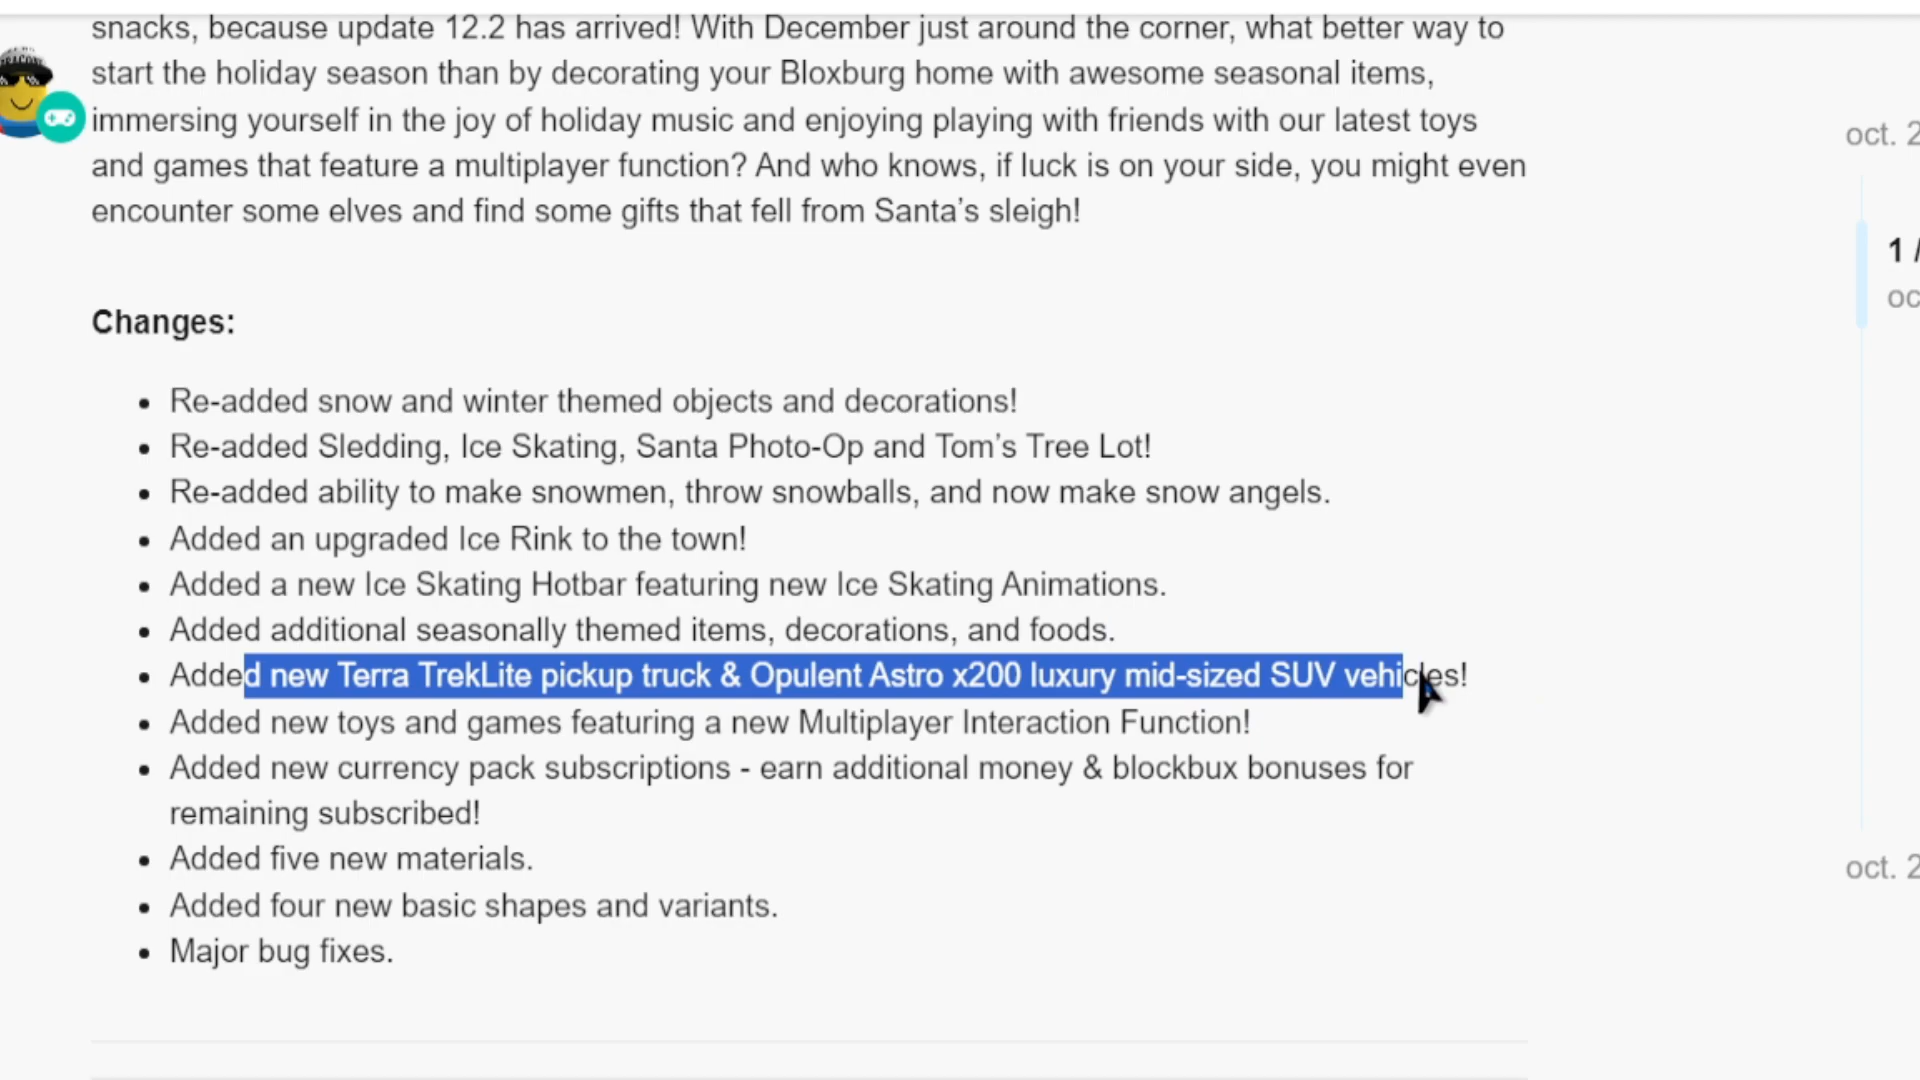 snacks, because update 12.2 has arrived! With December just around the corner, what better way to
start the holiday season than by decorating your Bloxburg home with awesome seasonal items,
immersing yourself in the joy of holiday music and enjoying playing with friends with our latest toys
and games that feature a multiplayer function? And who knows, if luck is on your side, you might even
encounter some elves and find some gifts that fell from Santa’s sleigh!
Changes:
Re-added snow and winter themed objects and decorations!
Re-added Sledding, Ice Skating, Santa Photo-Op and Tom’s Tree Lot!
Re-added ability to make snowmen, throw snowballs, and now make snow angels.
Added an upgraded Ice Rink to the town!
Added a new Ice Skating Hotbar featuring new Ice Skating Animations.
Added additional seasonally themed items, decorations, and foods.
Added new Terra TrekLite pickup truck & Opulent Astro x200 luxury mid-sized SUV vehicles!
Added new toys and games featuring a new Multiplayer Interaction Function!
Added new currency pack subscriptions - earn additional money & blockbux bonuses for
remaining subscribed!
Added five new materials.
Added four new basic shapes and variants.
Major bug fixes.
oct. 2
1 /
oc
oct. 2